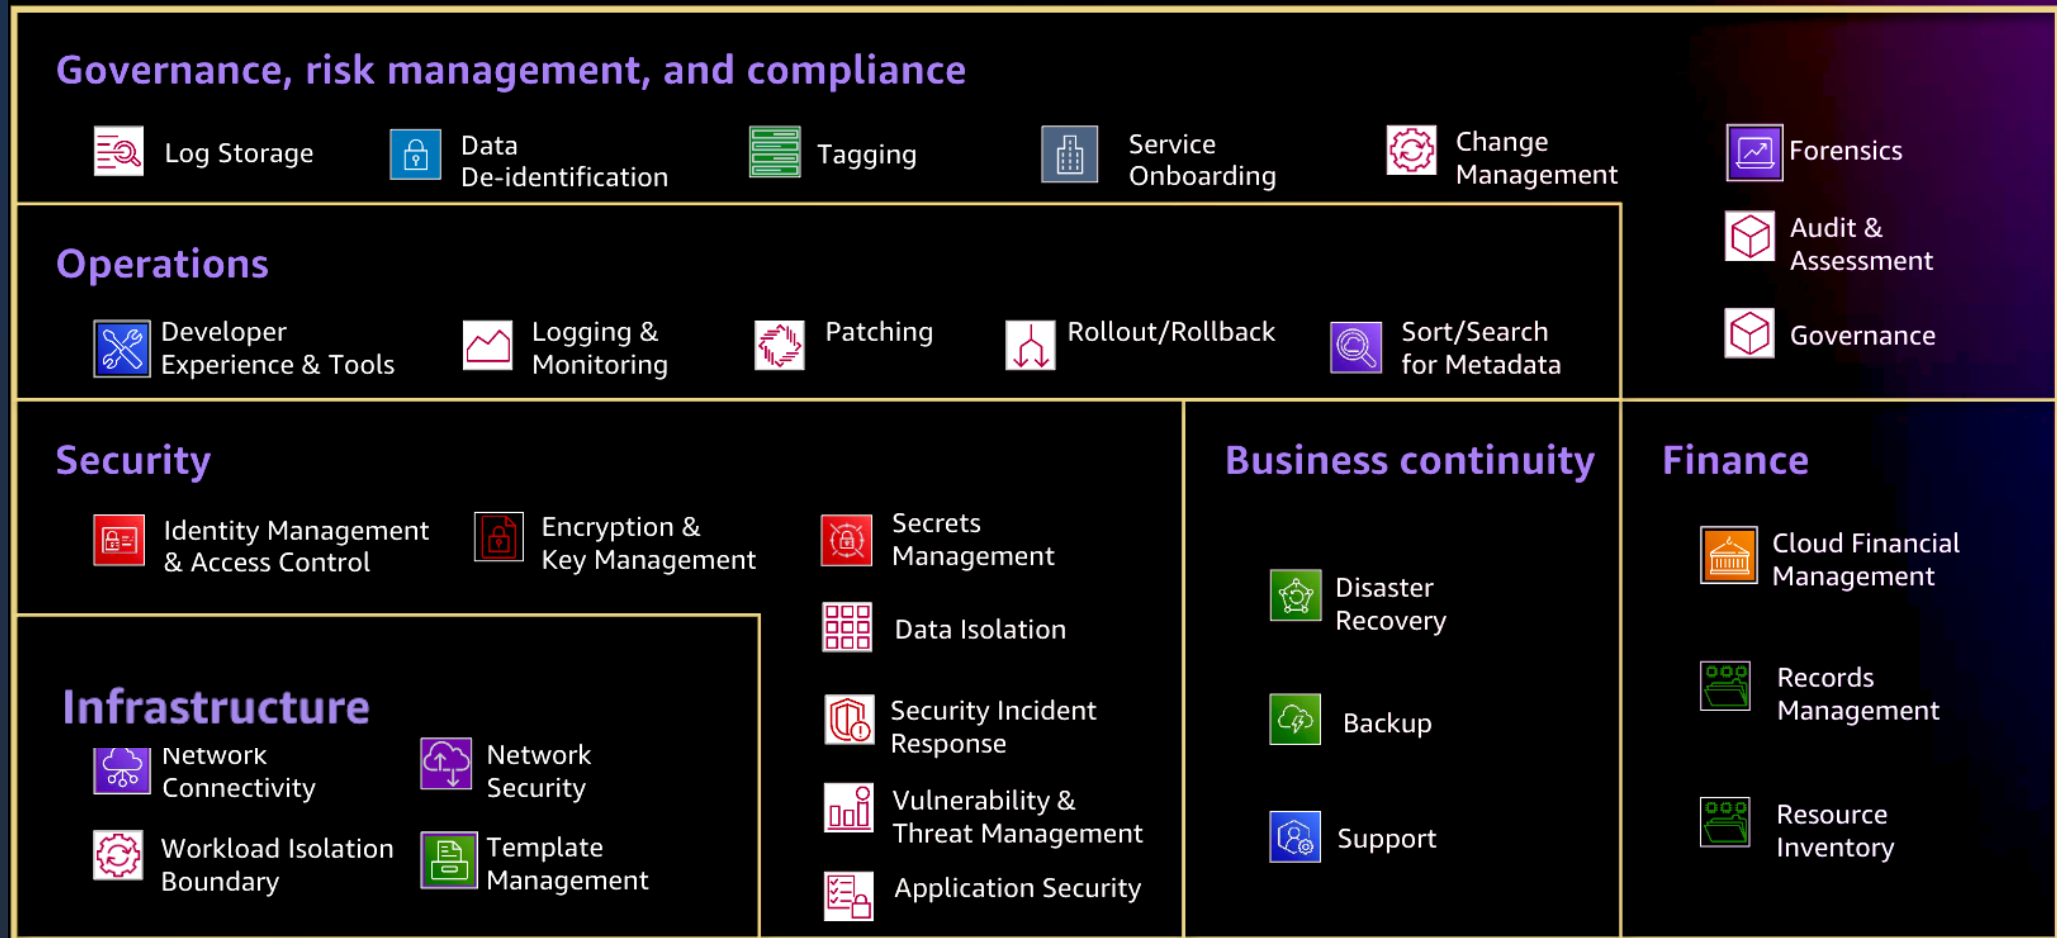 Governance, risk management, and compliance
Log Storage
Data
De-identification
Tagging
Service
Onboarding
Change
Management
Forensics
Audit &
Assessment
Governance
Operations
Developer
Experience & Tools
Logging &
Monitoring
Patching
Rollout/Rollback
Sort/Search
for Metadata
Security
Identity Management
& Access Control
Encryption &
Key Management
Secrets
Management
Data Isolation
Security Incident
Response
Vulnerability &
Threat Management
Application Security
Infrastructure
Network
Connectivity
Network
Security
Workload Isolation
Boundary
Template
Management
Business continuity
Disaster
Recovery
Backup
Support
Finance
Cloud Financial
Management
Records
Management
Resource
Inventory